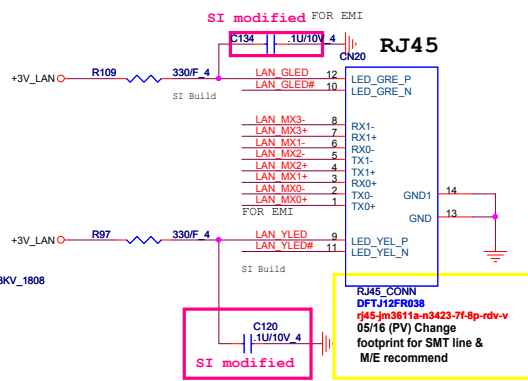 SI modified FOR EMI
C134 .1U/10V_4
CN20
RJ45
+3V_LAN R109 330/F_4 LAN_GLED 12 LED_GRE_P
LAN_GLED# 10 LED_GRE_N
SI Build
LAN_MX3- 8 RX1-
LAN_MX3+ 7 RX1+
LAN_MX1- 6 RX0-
LAN_MX2- 5 TX1-
LAN_MX2+ 4 TX1+
LAN_MX1+ 3 RX0+
LAN_MX0- 2 TX0- GND1 14
LAN_MX0+ 1 TX0+
FOR EMI
GND 13
+3V_LAN R97 330/F_4 LAN_YLED 9 LED_YEL_P
LAN_YLED# 11 LED_YEL_N
SI Build
3KV_1808
RJ45_CONN
DFTJ12FR038
rj45-jm3611a-n3423-7f-8p-rdv-v
05/16 (PV) Change
footprint for SMT line &
M/E recommend
C120
.1U/10V_4
SI modified